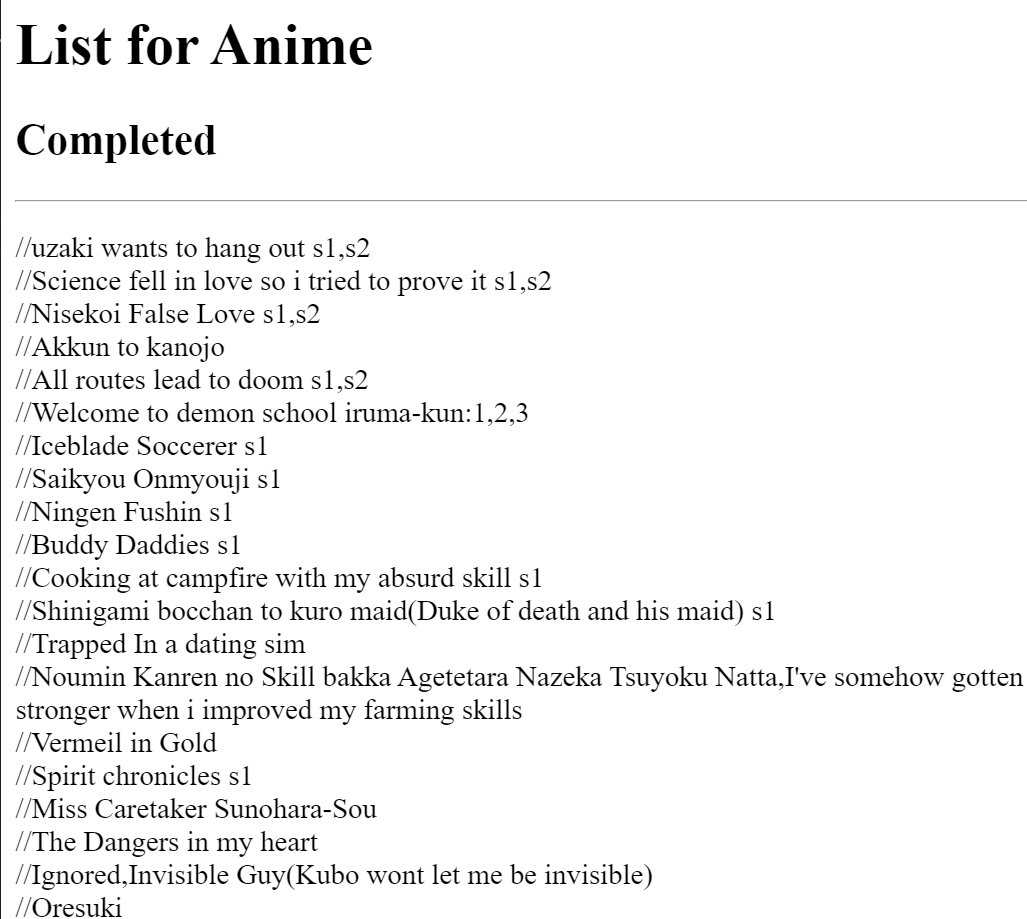 List for Anime
Completed
//uzaki wants to hang out s1,s2
//Science fell in love so i tried to prove it s1,s2
//Nisekoi False Love s1,s2
//Akkun to kanojo
//All routes lead to doom s1,s2
//Welcome to demon school iruma-kun:1,2,3
//Iceblade Soccerer s1
//Saikyou Onmyouji s1
//Ningen Fushin s1
//Buddy Daddies s1
//Cooking at campfire with my absurd skill s1
//Shinigami bocchan to kuro maid(Duke of death and his maid) s1
//Trapped In a dating sim
//Noumin Kanren no Skill bakka Agetetara Nazeka Tsuyoku Natta,I've somehow gotten
stronger when i improved my farming skills
//Vermeil in Gold
//Spirit chronicles s1
//Miss Caretaker Sunohara-Sou
//The Dangers in my heart
//Ignored,Invisible Guy(Kubo wont let me be invisible)
//Oresuki